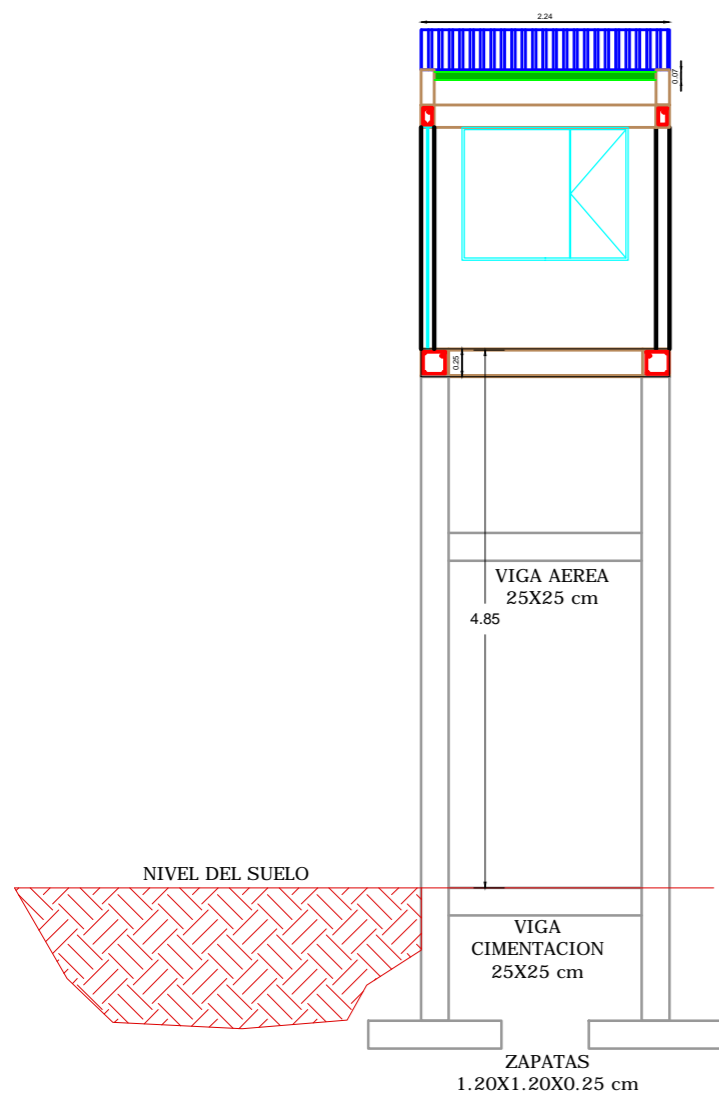 2.24
0.07
0.25
VIGA AEREA
25X25 cm
4.85
NIVEL DEL SUELO
VIGA
CIMENTACION
25X25 cm
ZAPATAS
1.20X1.20X0.25 cm